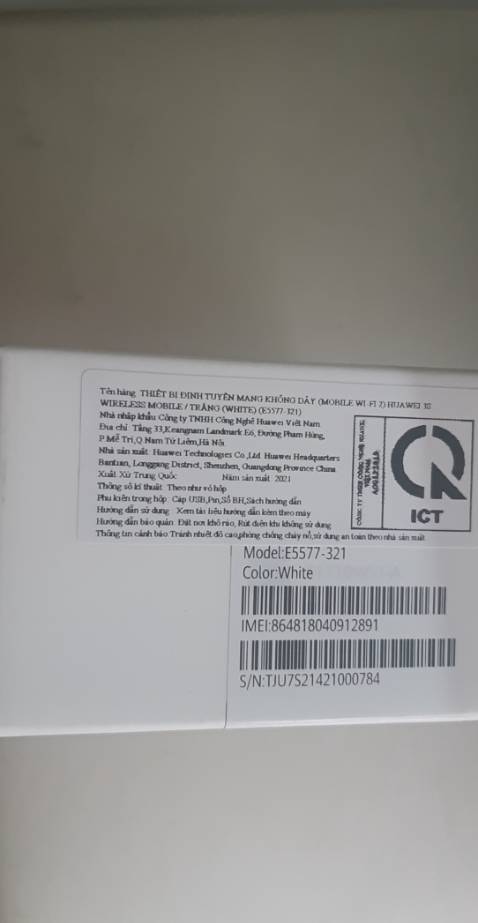 Tên hàng: THIẾT BỊ ĐỊNH TUYẾN MẠNG KHÔNG DÂY (MOBILE WI-FI 2) HUAWEI 3S
WIRELESS MOBILE / TRẮNG (WHITE) (E5577-321)
Nhà nhập khẩu: Công ty TNHH Công Nghệ Huawei Việt Nam
Địa chỉ: Tầng 33,Keangnam Landmark E6, Đường Phạm Hùng,
P.Mễ Trì,Q.Nam Từ Liêm,Hà Nội
Nhà sản xuất: Huawei Technologies Co.,Ltd. Huawei Headquarters
Bantian, Longgang District, Shenzhen, Guangdong Province China
Xuất Xứ: Trung Quốc Năm sản xuất: 2021
Thông số kĩ thuật: Theo như vỏ hộp
Phụ kiện trong hộp: Cáp USB,Pin,Sổ BH,Sách hướng dẫn
Hướng dẫn sử dụng: Xem tài liệu hướng dẫn kèm theo máy
Hướng dẫn bảo quản: Đặt nơi khô ráo, Rút điện khi không sử dụng
Thông tin cảnh báo: Tránh nhiệt độ cao,phòng chống cháy nổ,sử dụng an toàn theo nhà sản xuất
ICT
Model:E5577-321
Color:White
IMEI:864818040912891
S/N:TJU7S21421000784